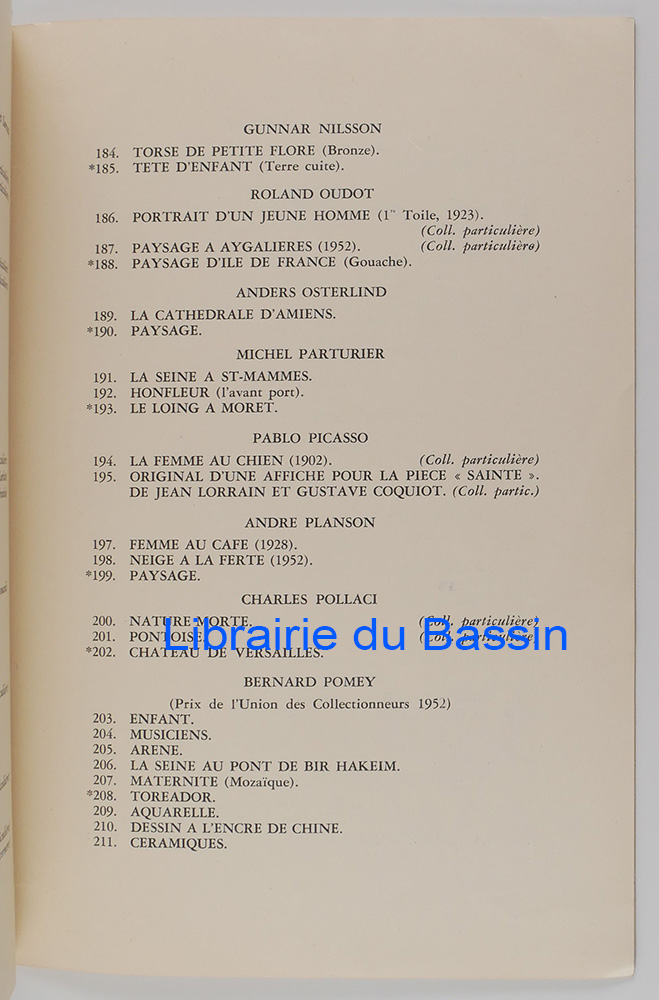 GUNNAR NILSSON
184. TORSE DE PETITE FLORE (Bronze).
*185. TETE D'ENFANT (Terre cuite).
ROLAND OUDOT
186. PORTRAIT D'UN JEUNE HOMME (1re Toile, 1923).
(Coll. particulière)
187. PAYSAGE A AYGALIERES (1952). (Coll. particulière)
*188. PAYSAGE D'ILE DE FRANCE (Gouache).
ANDERS OSTERLIND
189. LA CATHEDRALE D'AMIENS.
*190. PAYSAGE.
MICHEL PARTURIER
191. LA SEINE A ST-MAMMES.
192. HONFLEUR (l'avant port).
*193. LE LOING A MORET.
PABLO PICASSO
194. LA FEMME AU CHIEN (1902). (Coll. particulière)
195. ORIGINAL D'UNE AFFICHE POUR LA PIECE « SAINTE ».
DE JEAN LORRAIN ET GUSTAVE COQUIOT. (Coll. partic.)
ANDRE PLANSON
197. FEMME AU CAFE (1928).
198. NEIGE A LA FERTE (1952).
*199. PAYSAGE.
CHARLES POLLACI
200. NATURE MORTE. (Coll. particulière)
201. PONTOISE. (Coll. particulière)
Librairie du Bassin
*202. CHATEAU DE VERSAILLES.
BERNARD POMEY
(Prix de l'Union des Collectionneurs 1952)
203. ENFANT.
204. MUSICIENS.
205. ARENE.
206. LA SEINE AU PONT DE BIR HAKEIM.
207. MATERNITE (Mozaïque).
*208. TOREADOR.
209. AQUARELLE.
210. DESSIN A L'ENCRE DE CHINE.
211. CERAMIQUES.